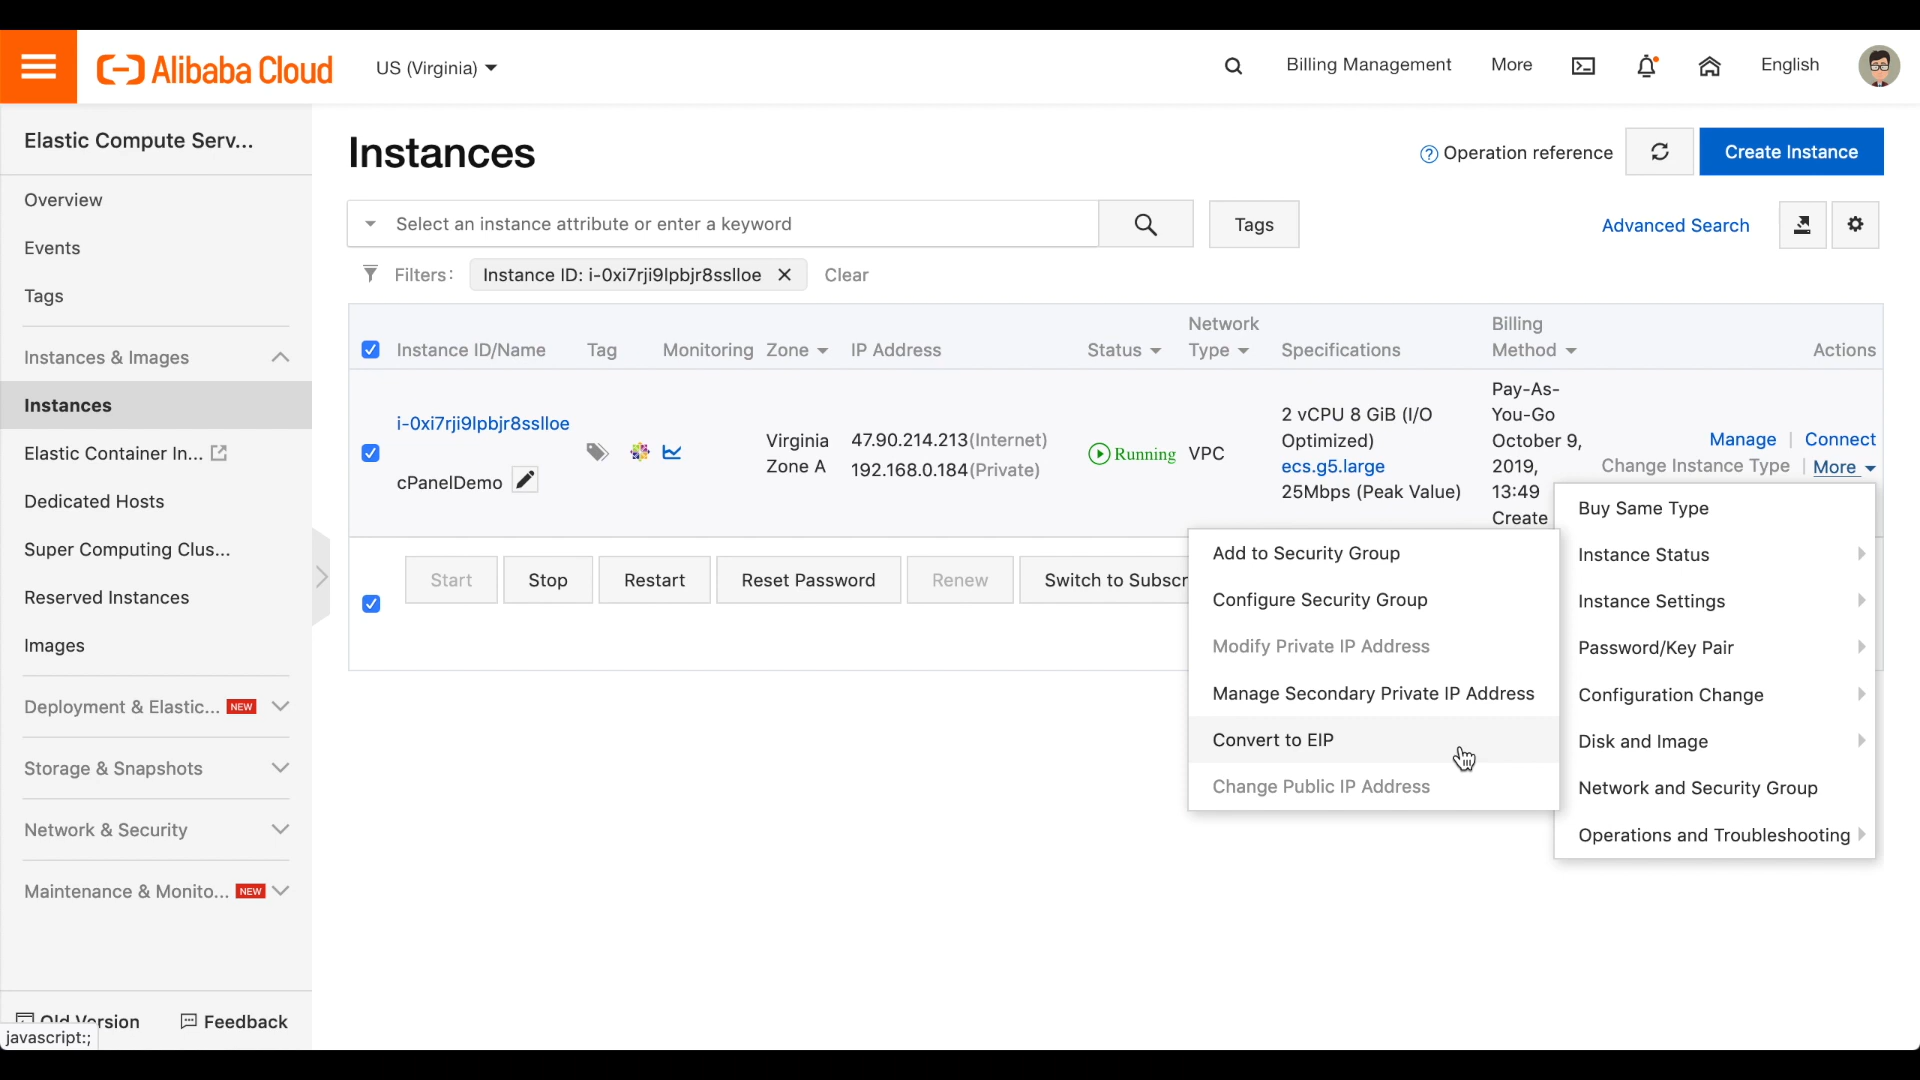 Alibaba Cloud
US (Virginia)
Billing Management
More
English
Elastic Compute Serv...
Overview
Events
Tags
Instances & Images
Instances
Elastic Container In...
Dedicated Hosts
Super Computing Clus...
Reserved Instances
Images
Deployment & Elastic... NEW
Storage & Snapshots
Network & Security
Maintenance & Monito... NEW
Feedback
javascript:;
Instances
Operation reference
Create Instance
Select an instance attribute or enter a keyword
Tags
Advanced Search
Filters: Instance ID: i-0xi7rji9lpbjr8sslloe
Clear
Instance ID/Name
Tag
Monitoring
Zone
IP Address
Status
Network
Type
Specifications
Billing
Method
Actions
i-0xi7rji9lpbjr8sslloe
cPanelDemo
Virginia
Zone A
47.90.214.213(Internet)
192.168.0.184(Private)
Running
VPC
2 vCPU 8 GiB (I/O
Optimized)
ecs.g5.large
25Mbps (Peak Value)
Pay-As-
You-Go
October 9,
2019,
13:49
Create
Manage
Connect
Change Instance Type
More
Start
Stop
Restart
Reset Password
Renew
Switch to Subscr
Add to Security Group
Configure Security Group
Modify Private IP Address
Manage Secondary Private IP Address
Convert to EIP
Change Public IP Address
Buy Same Type
Instance Status
Instance Settings
Password/Key Pair
Configuration Change
Disk and Image
Network and Security Group
Operations and Troubleshooting